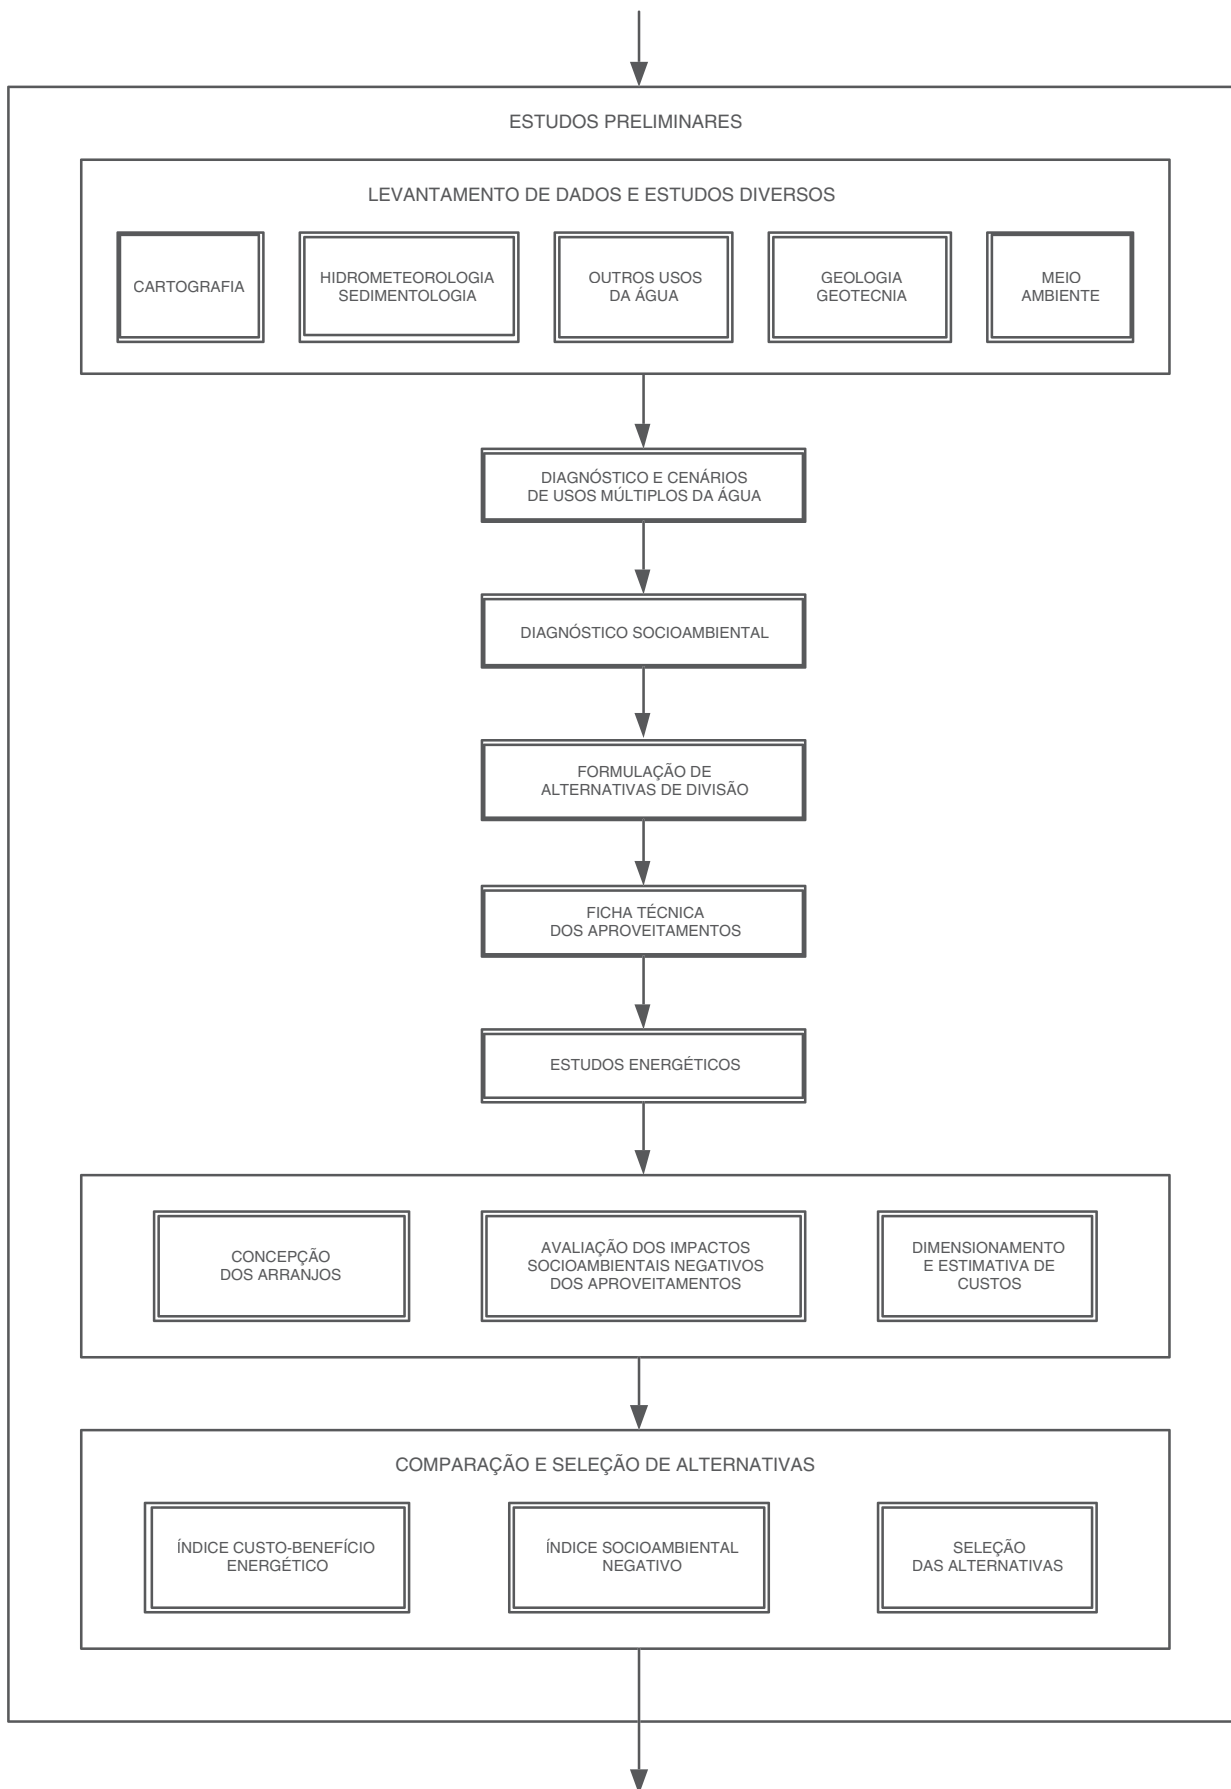 ESTUDOS PRELIMINARES
LEVANTAMENTO DE DADOS E ESTUDOS DIVERSOS
CARTOGRAFIA
HIDROMETEOROLOGIA
SEDIMENTOLOGIA
OUTROS USOS
DA ÁGUA
GEOLOGIA
GEOTECNIA
MEIO
AMBIENTE
DIAGNÓSTICO E CENÁRIOS
DE USOS MÚLTIPLOS DA ÁGUA
DIAGNÓSTICO SOCIOAMBIENTAL
FORMULAÇÃO DE
ALTERNATIVAS DE DIVISÃO
FICHA TÉCNICA
DOS APROVEITAMENTOS
ESTUDOS ENERGÉTICOS
CONCEPÇÃO
DOS ARRANJOS
AVALIAÇÃO DOS IMPACTOS
SOCIOAMBIENTAIS NEGATIVOS
DOS APROVEITAMENTOS
DIMENSIONAMENTO
E ESTIMATIVA DE
CUSTOS
COMPARAÇÃO E SELEÇÃO DE ALTERNATIVAS
ÍNDICE CUSTO-BENEFÍCIO
ENERGÉTICO
ÍNDICE SOCIOAMBIENTAL
NEGATIVO
SELEÇÃO
DAS ALTERNATIVAS